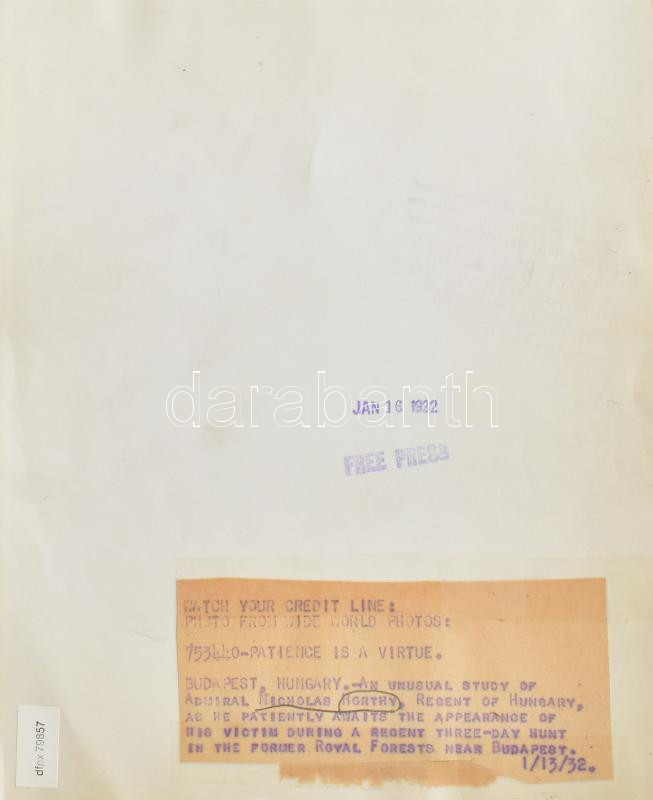 darabanth
JAN 16 1932
FREE PRESS
WATCH YOUR CREDIT LINE:
PHOTO FROM WIDE WORLD PHOTOS:
753440-PATIENCE IS A VIRTUE.
BUDAPEST, HUNGARY.-AN UNUSUAL STUDY OF
ADMIRAL NICHOLAS HORTHY, REGENT OF HUNGARY,
AS HE PATIENTLY AWAITS THE APPEARANCE OF
HIS VICTIM DURING A REGENT THREE-DAY HUNT
IN THE FORMER ROYAL FORESTS NEAR BUDAPEST.
1/13/32.
dfpx 79857